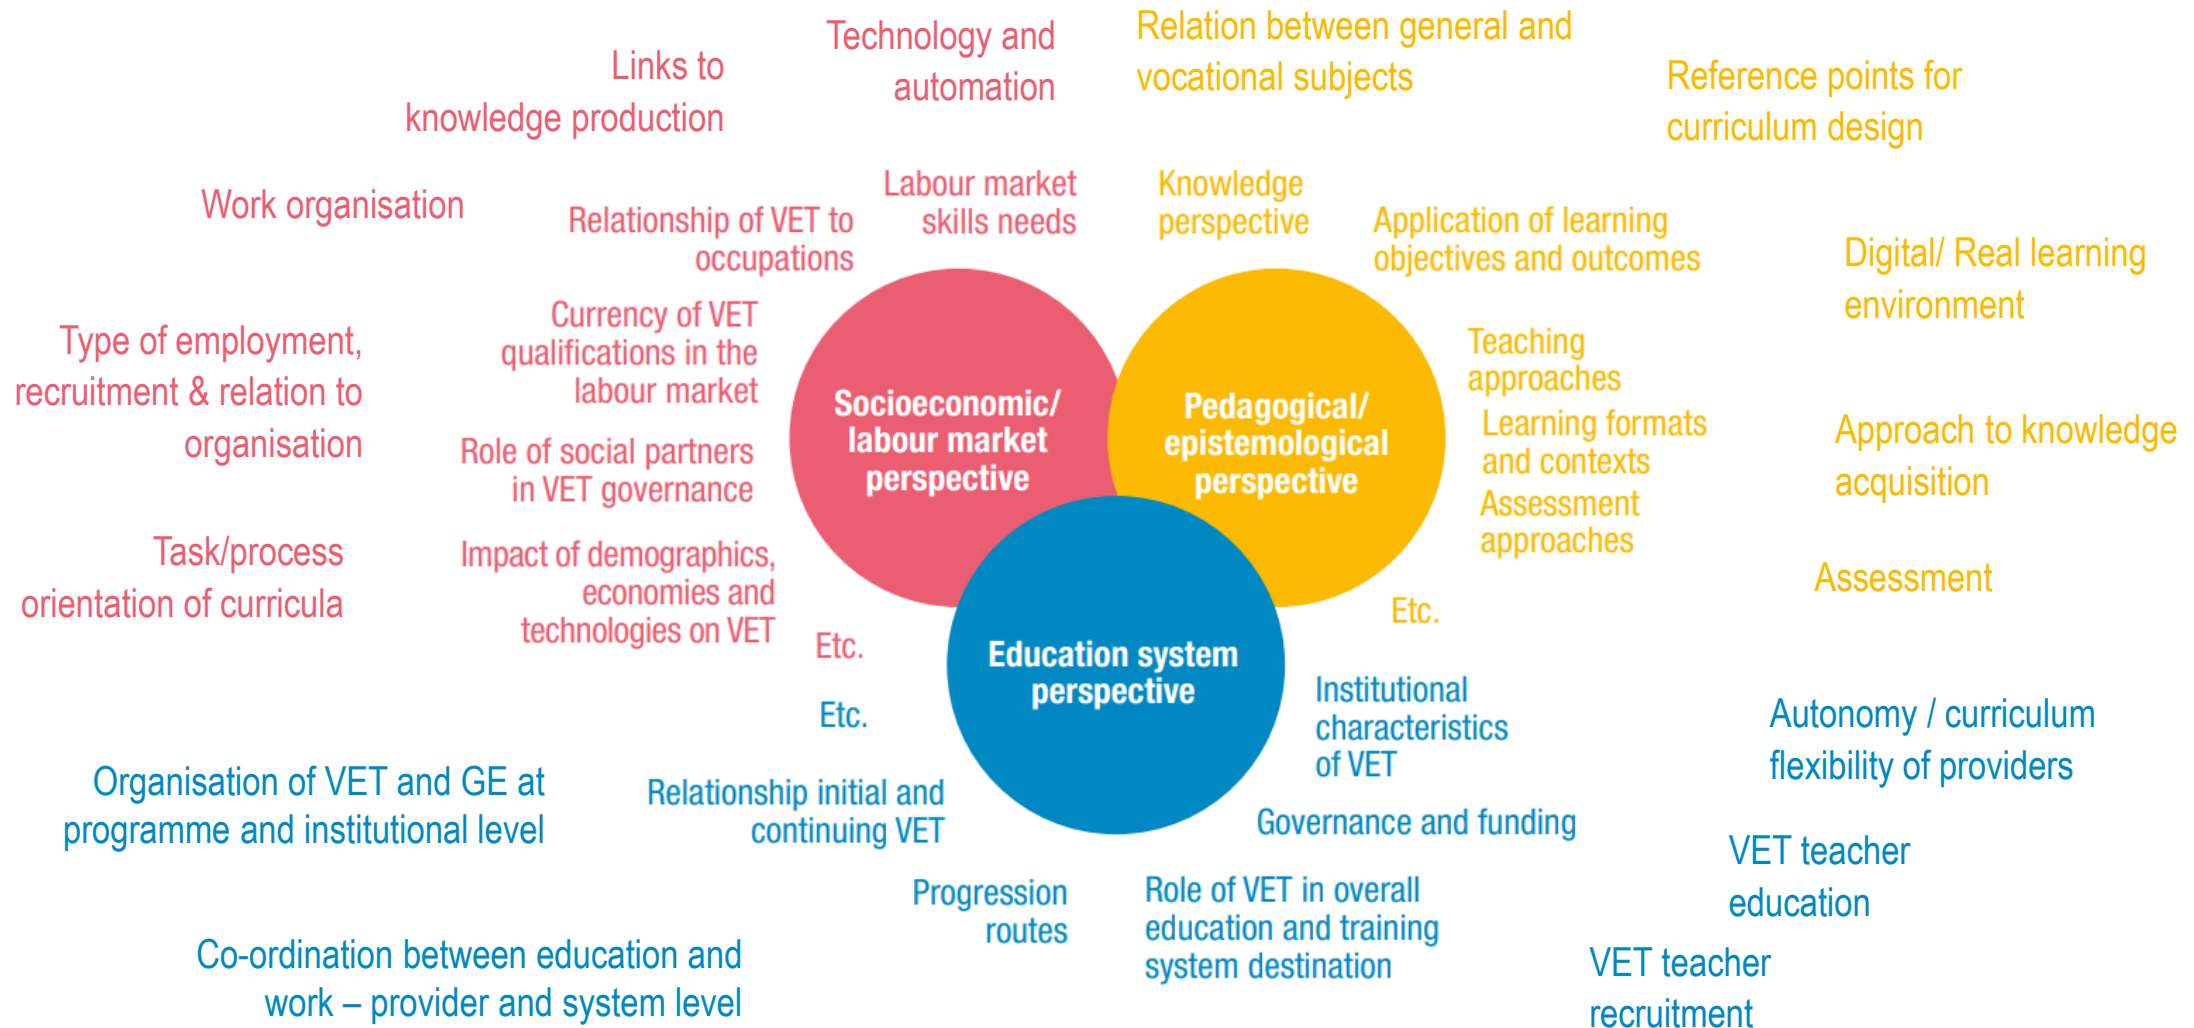 Technology and
automation
Relation between general and
vocational subjects
Links to
knowledge production
Reference points for
curriculum design
Work organisation
Labour market
skills needs
Knowledge
perspective
Relationship of VET to
occupations
Application of learning
objectives and outcomes
Digital/ Real learning
environment
Type of employment,
recruitment & relation to
organisation
Currency of VET
qualifications in the
labour market
Teaching
approaches
Socioeconomic/
labour market
perspective
Pedagogical/
epistemological
perspective
Learning formats
and contexts
Approach to knowledge
acquisition
Role of social partners
in VET governance
Assessment
approaches
Task/process
orientation of curricula
Impact of demographics,
economies and
technologies on VET
Assessment
Etc.
Etc.
Education system
perspective
Etc.
Institutional
characteristics
of VET
Autonomy / curriculum
flexibility of providers
Organisation of VET and GE at
programme and institutional level
Relationship initial and
continuing VET
Governance and funding
VET teacher
education
Progression
routes
Role of VET in overall
education and training
system destination
Co-ordination between education and
work – provider and system level
VET teacher
recruitment